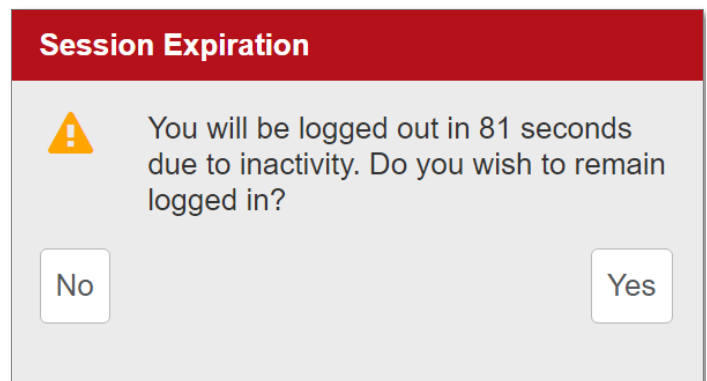 Session Expiration
You will be logged out in 81 seconds
due to inactivity. Do you wish to remain
logged in?
No
Yes